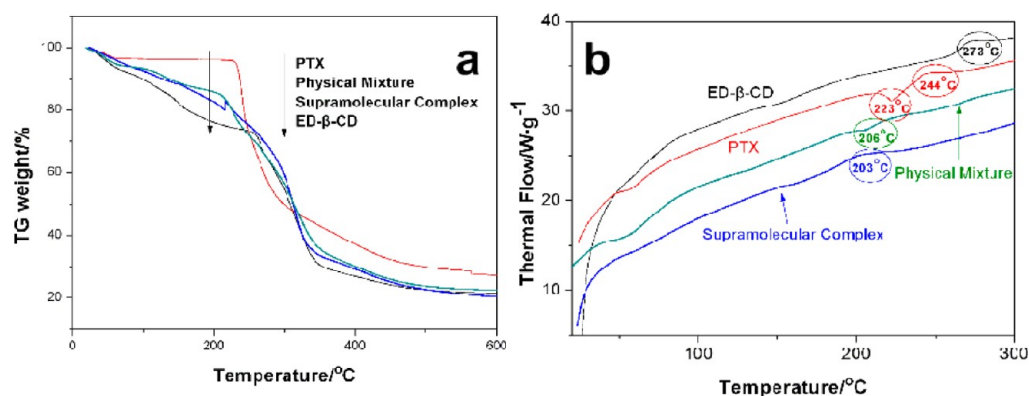 a
PTX
Physical Mixture
Supramolecular Complex
ED-β-CD
TG weight/%
100
80
60
40
20
0
200
400
600
Temperature/°C
b
Thermal Flow/W·g-1
40
30
20
10
273°C
244°C
223°C
206°C
203°C
ED-β-CD
PTX
Physical Mixture
Supramolecular Complex
100
200
300
Temperature/°C